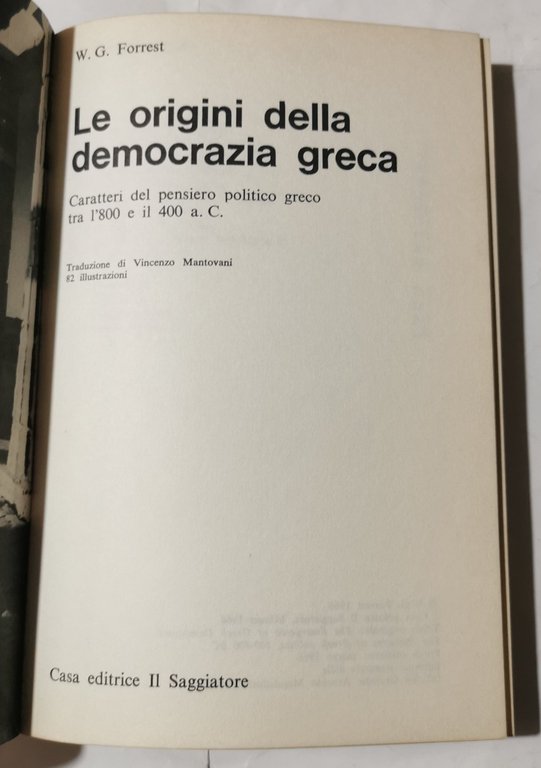 W. G. Forrest
Le origini della
democrazia greca
Caratteri del pensiero politico greco
tra l'800 e il 400 a. C.
Traduzione di Vincenzo Mantovani
82 illustrazioni
Casa editrice Il Saggiatore